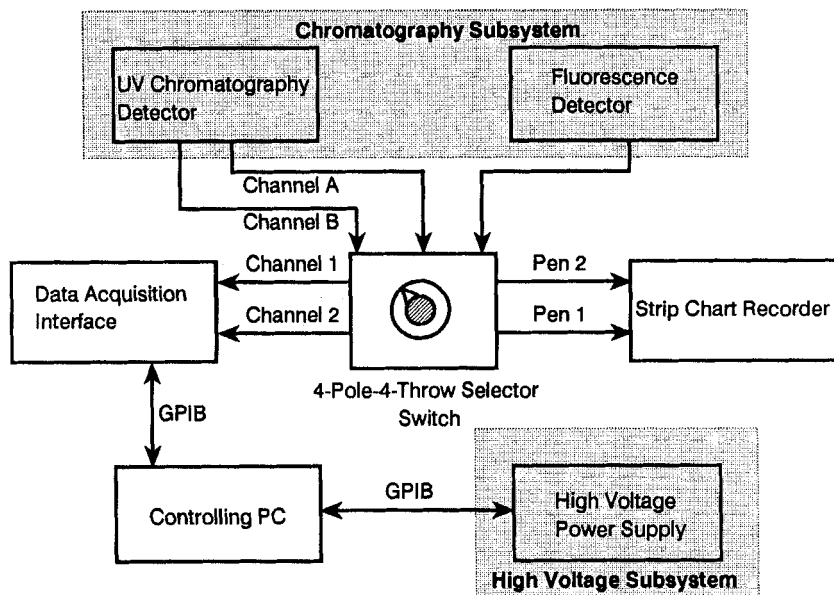 Chromatography Subsystem
UV Chromatography
Detector
Fluorescence
Detector
Channel A
Channel B
Channel 1
Channel 2
Pen 2
Pen 1
Data Acquisition
Interface
Strip Chart Recorder
4-Pole-4-Throw Selector
Switch
GPIB
Controlling PC
GPIB
High Voltage
Power Supply
High Voltage Subsystem